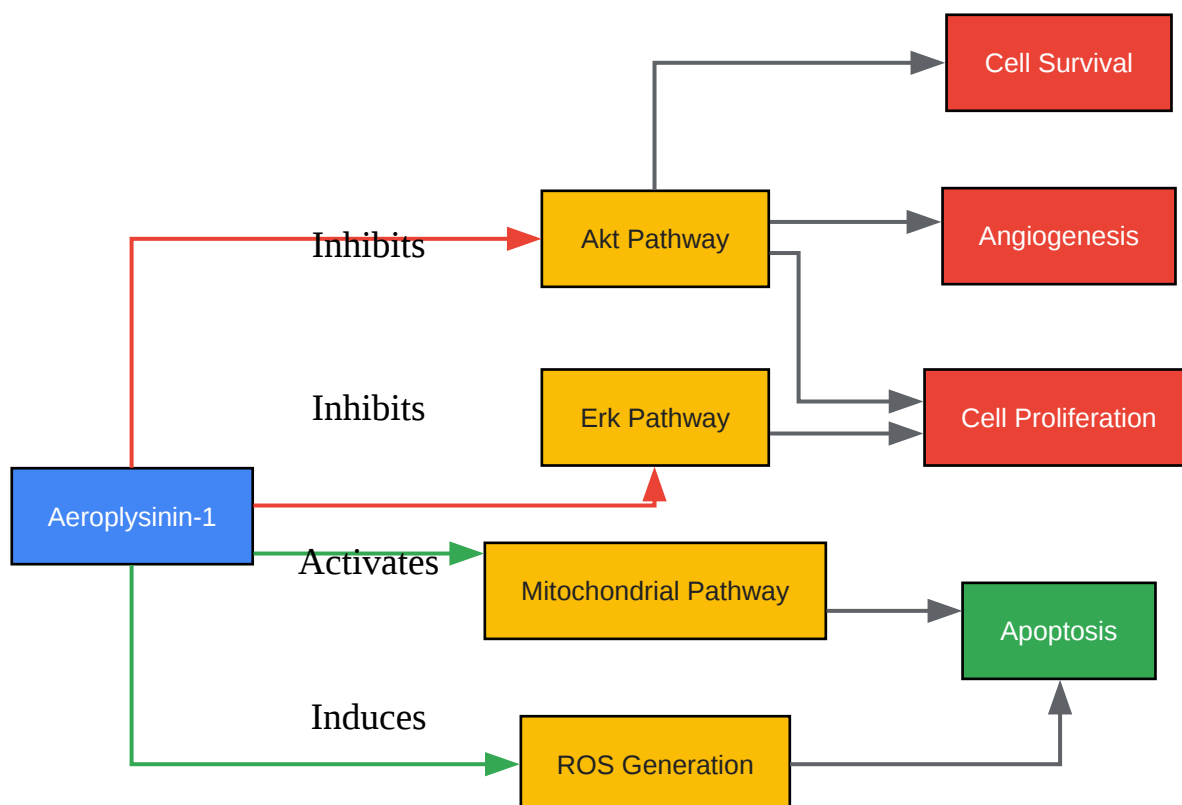 Cell Survival
Inhibits
Akt Pathway
Angiogenesis
Inhibits
Erk Pathway
Cell Proliferation
Aeroplysinin-1
Activates
Mitochondrial Pathway
Apoptosis
Induces
ROS Generation